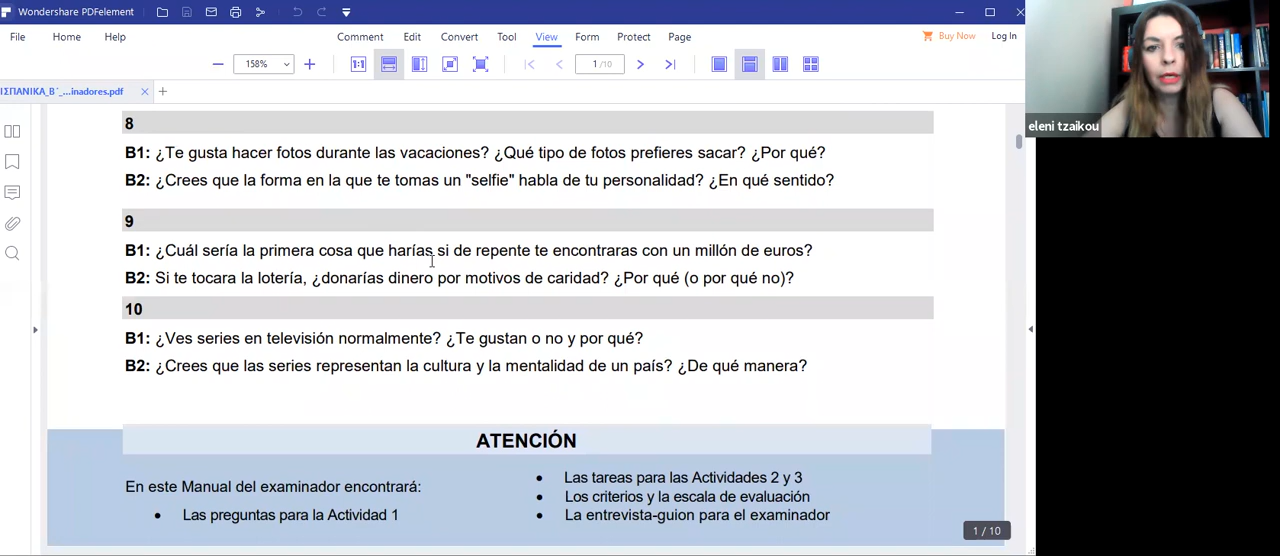 Wondershare PDFelement
File Home Help Comment Edit Convert Tool View Form Protect Page Buy Now Log In
158% 1:1 1 /10
ΙΣΠΑΝΙΚΑ_Β΄_...inadores.pdf
8
B1: ¿Te gusta hacer fotos durante las vacaciones? ¿Qué tipo de fotos prefieres sacar? ¿Por qué?
B2: ¿Crees que la forma en la que te tomas un "selfie" habla de tu personalidad? ¿En qué sentido?
9
B1: ¿Cuál sería la primera cosa que harías si de repente te encontraras con un millón de euros?
B2: Si te tocara la lotería, ¿donarías dinero por motivos de caridad? ¿Por qué (o por qué no)?
10
B1: ¿Ves series en televisión normalmente? ¿Te gustan o no y por qué?
B2: ¿Crees que las series representan la cultura y la mentalidad de un país? ¿De qué manera?
ATENCIÓN
En este Manual del examinador encontrará:
• Las preguntas para la Actividad 1
• Las tareas para las Actividades 2 y 3
• Los criterios y la escala de evaluación
• La entrevista-guion para el examinador
1 / 10
eleni tzaikou